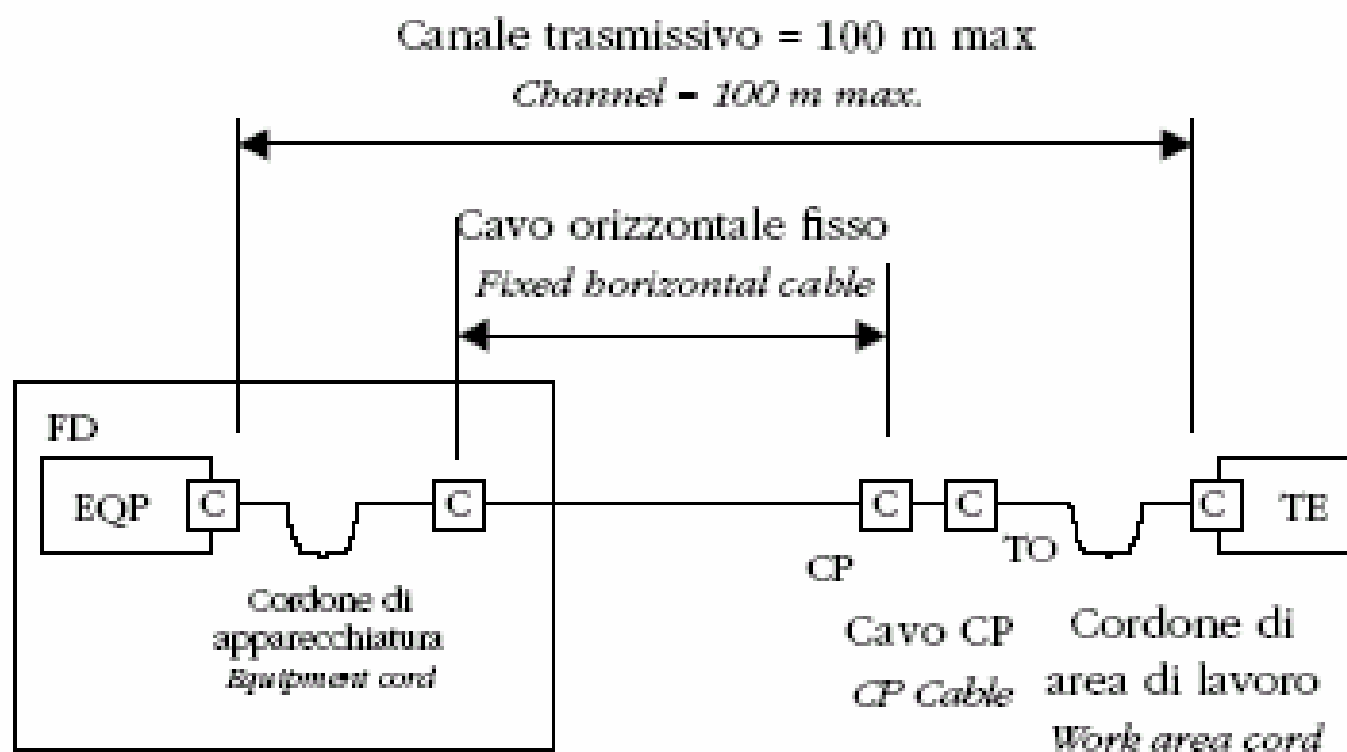 Canale trasmissivo = 100 m max
Channel = 100 m max.
Cavo orizzontale fisso
Fixed horizontal cable
FD
EQP
C
C
C
C
C
TE
TO
CP
Cordone di
apparecchiatura
Equipment cord
Cavo CP
CP Cable
Cordone di
area di lavoro
Work area cord